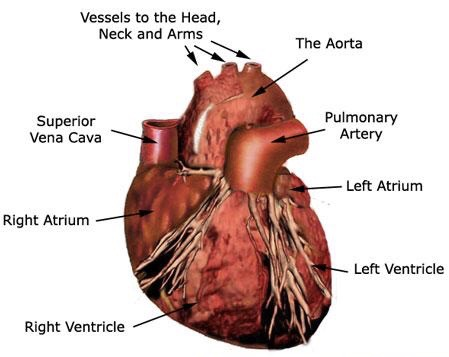 Vessels to the Head,
Neck and Arms
The Aorta
Superior
Vena Cava
Pulmonary
Artery
Left Atrium
Right Atrium
Left Ventricle
Right Ventricle